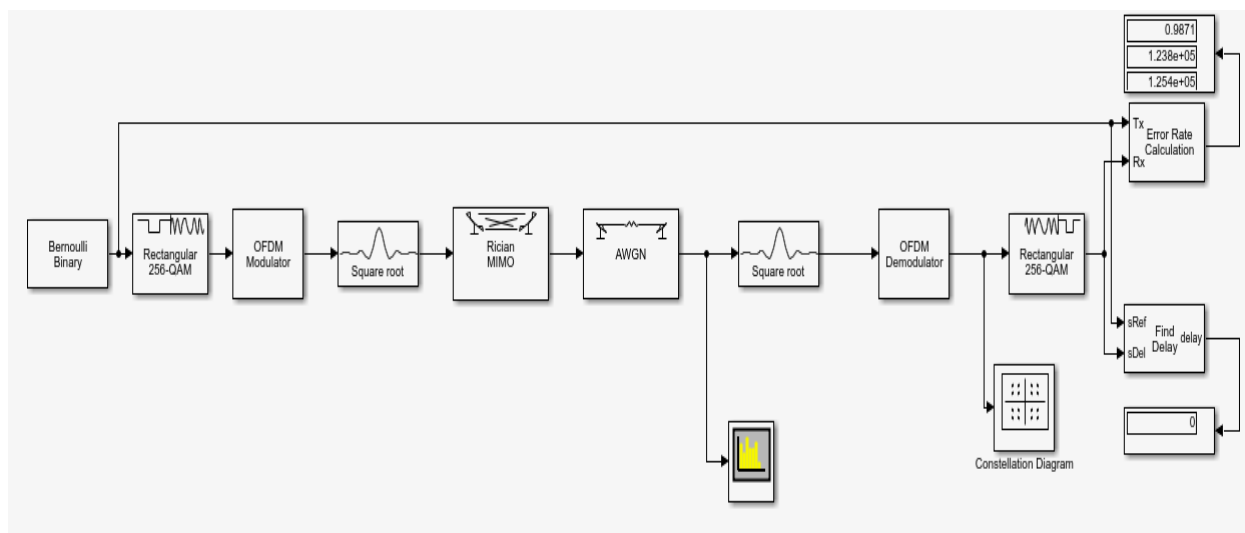 0.9871
1.238e+05
1.254e+05
Tx
Rx
Error Rate
Calculation
Bernoulli
Binary
Rectangular
256-QAM
OFDM
Modulator
Square root
Rician
MIMO
AWGN
Square root
OFDM
Demodulator
Rectangular
256-QAM
sRef
sDel
Find
Delay
delay
0
Constellation Diagram